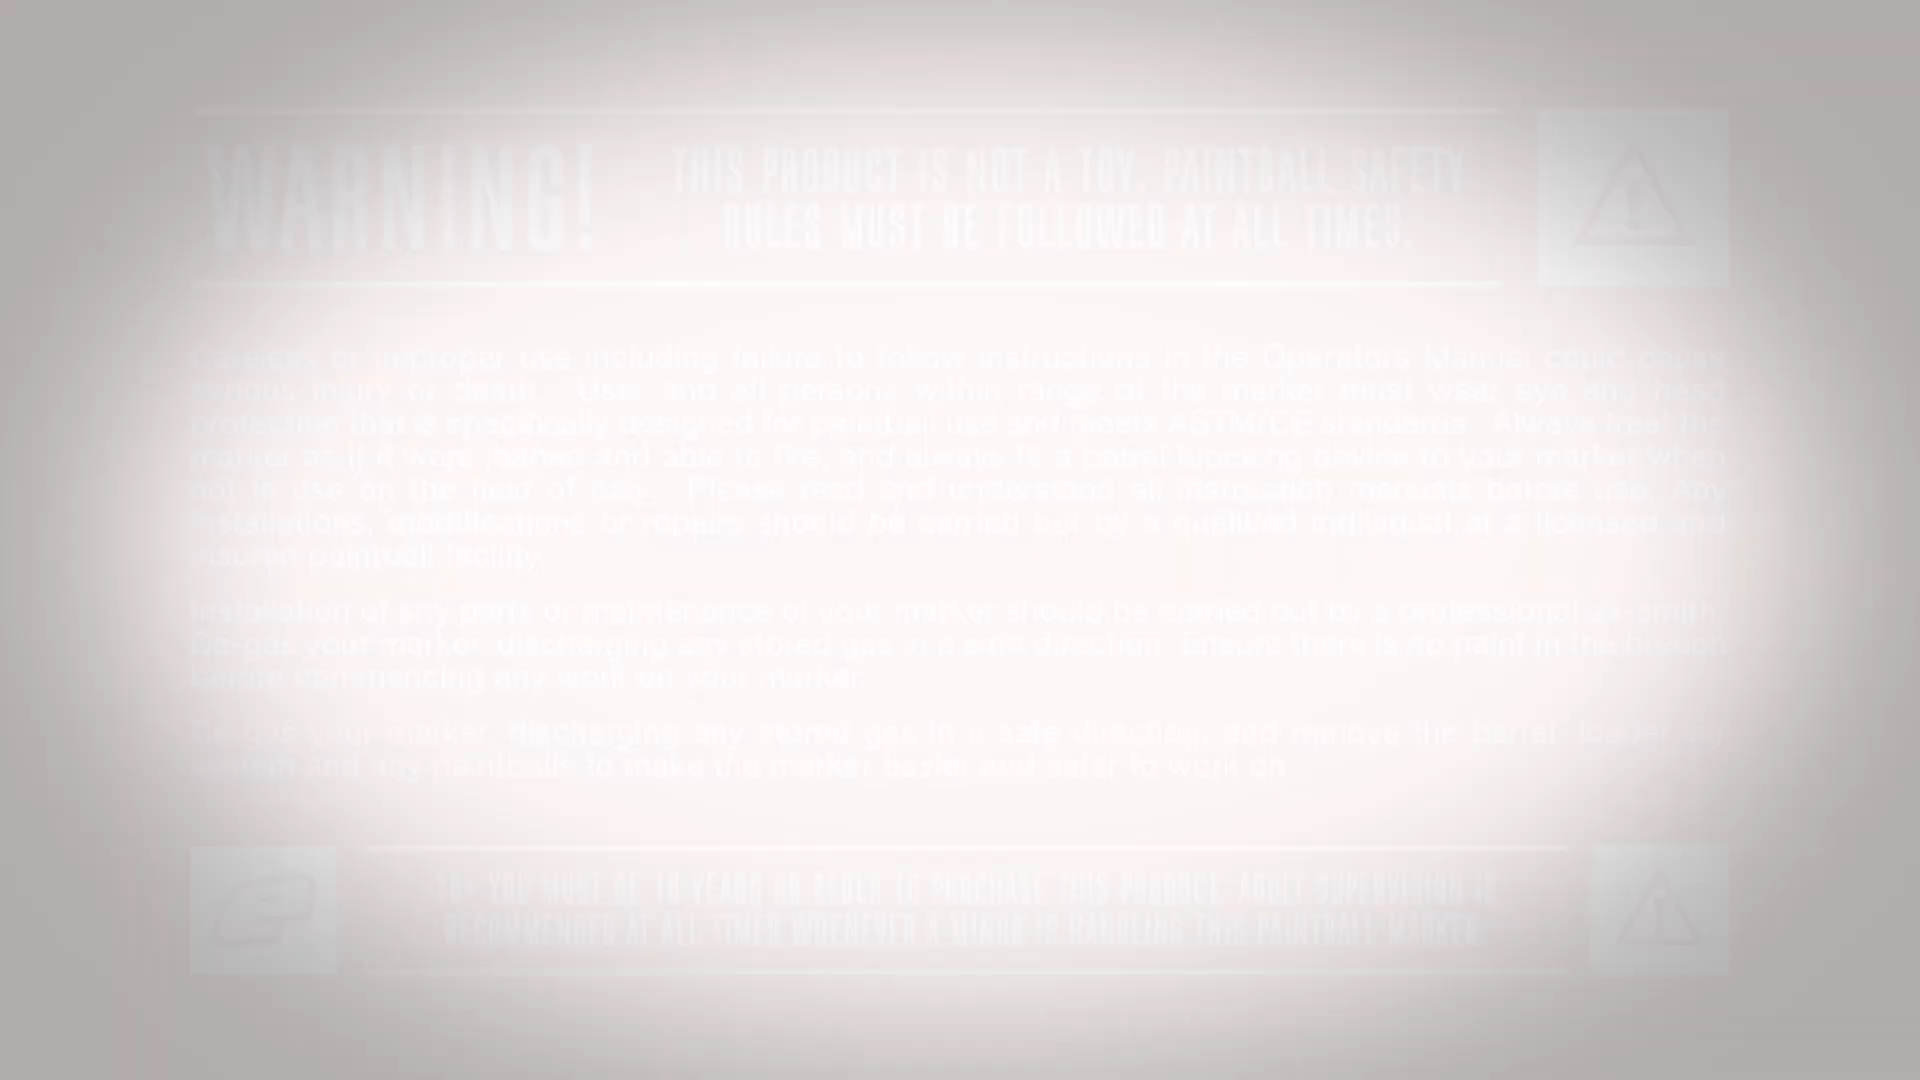 WARNING!
THIS PRODUCT IS NOT A TOY. PAINTBALL SAFETY
RULES MUST BE FOLLOWED AT ALL TIMES.
Careless or improper use including failure to follow instructions in the Operators Manual could cause
serious injury or death. User and all persons within range of the marker must wear eye and head
protection that is specifically designed for paintball use and meets ASTM/CE standards. Always treat the
marker as if it were loaded and able to fire, and always fit a barrel blocking device to your marker when
not in use on the field of play. Please read and understand all instruction manuals before use. Any
installations, modifications or repairs should be carried out by a qualified individual at a licensed and
insured paintball facility.
Installation of any parts or maintenance of your marker should be carried out by a professional air-smith.
De-gas your marker, discharging any stored gas in a safe direction. Ensure there is no paint in the breech
before commencing any work on your marker.
De-gas your marker, discharging any stored gas in a safe direction, and remove the barrel, loader, air
system and any paintballs to make the marker easier and safer to work on.
18+ YOU MUST BE 18 YEARS OR OLDER TO PURCHASE THIS PRODUCT. ADULT SUPERVISION IS
RECOMMENDED AT ALL TIMES WHENEVER A MINOR IS HANDLING THIS PAINTBALL MARKER.